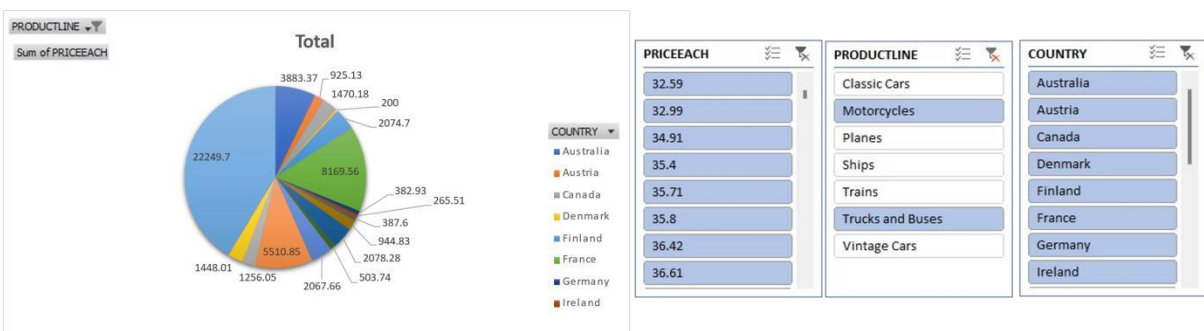 PRODUCTLINE
Sum of PRICEEACH
Total
3883.37
925.13
1470.18
200
2074.7
8169.56
382.93
265.51
387.6
944.83
2078.28
503.74
2067.66
5510.85
1256.05
1448.01
22249.7
COUNTRY
Australia
Austria
Canada
Denmark
Finland
France
Germany
Ireland
PRICEEACH
32.59
32.99
34.91
35.4
35.71
35.8
36.42
36.61
PRODUCTLINE
Classic Cars
Motorcycles
Planes
Ships
Trains
Trucks and Buses
Vintage Cars
COUNTRY
Australia
Austria
Canada
Denmark
Finland
France
Germany
Ireland